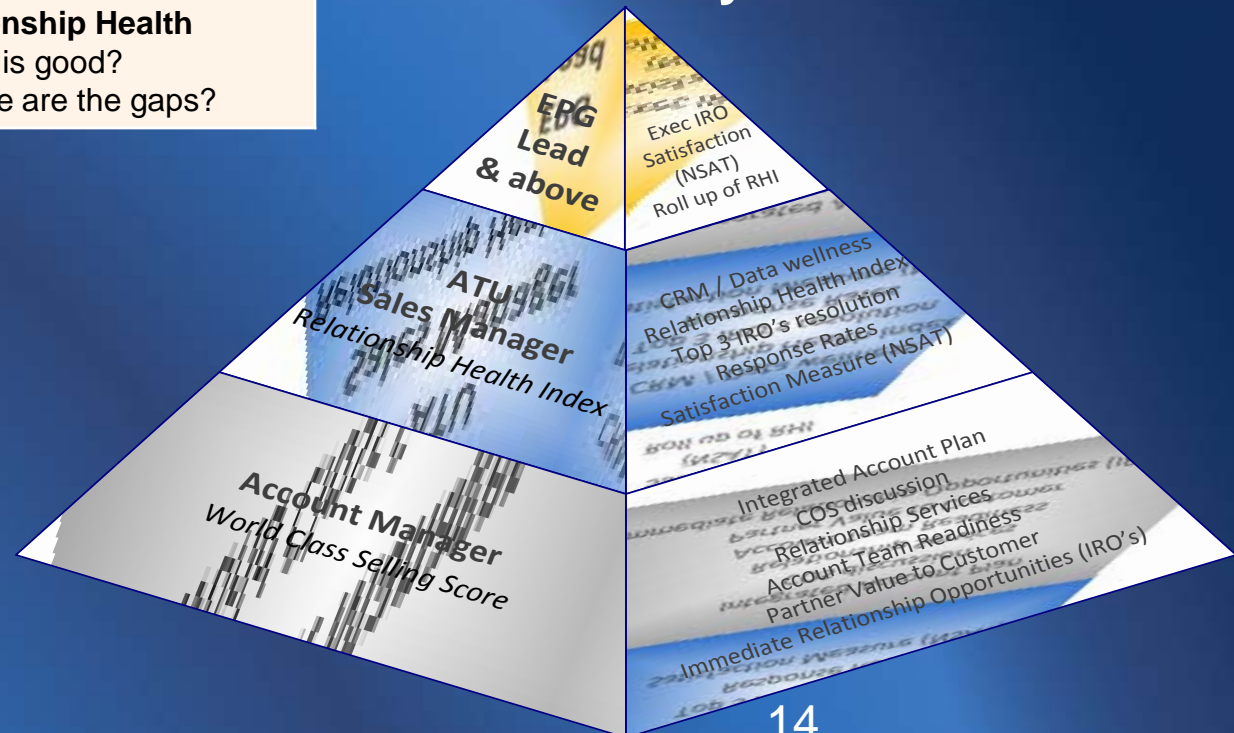 nship Health
is good?
e are the gaps?
EPG
Lead
& above
Exec IRO
Satisfaction
(NSAT)
Roll up of RHI
ATU
Sales Manager
Relationship Health Index
CRM / Data wellness
Relationship Health Index
Top 3 IRO's resolution
Response Rates
Satisfaction Measure (NSAT)
Account Manager
World Class Selling Score
Integrated Account Plan
COS discussion
Relationship Services
Account Team Readiness
Partner Value to Customer
Immediate Relationship Opportunities (IRO's)
14